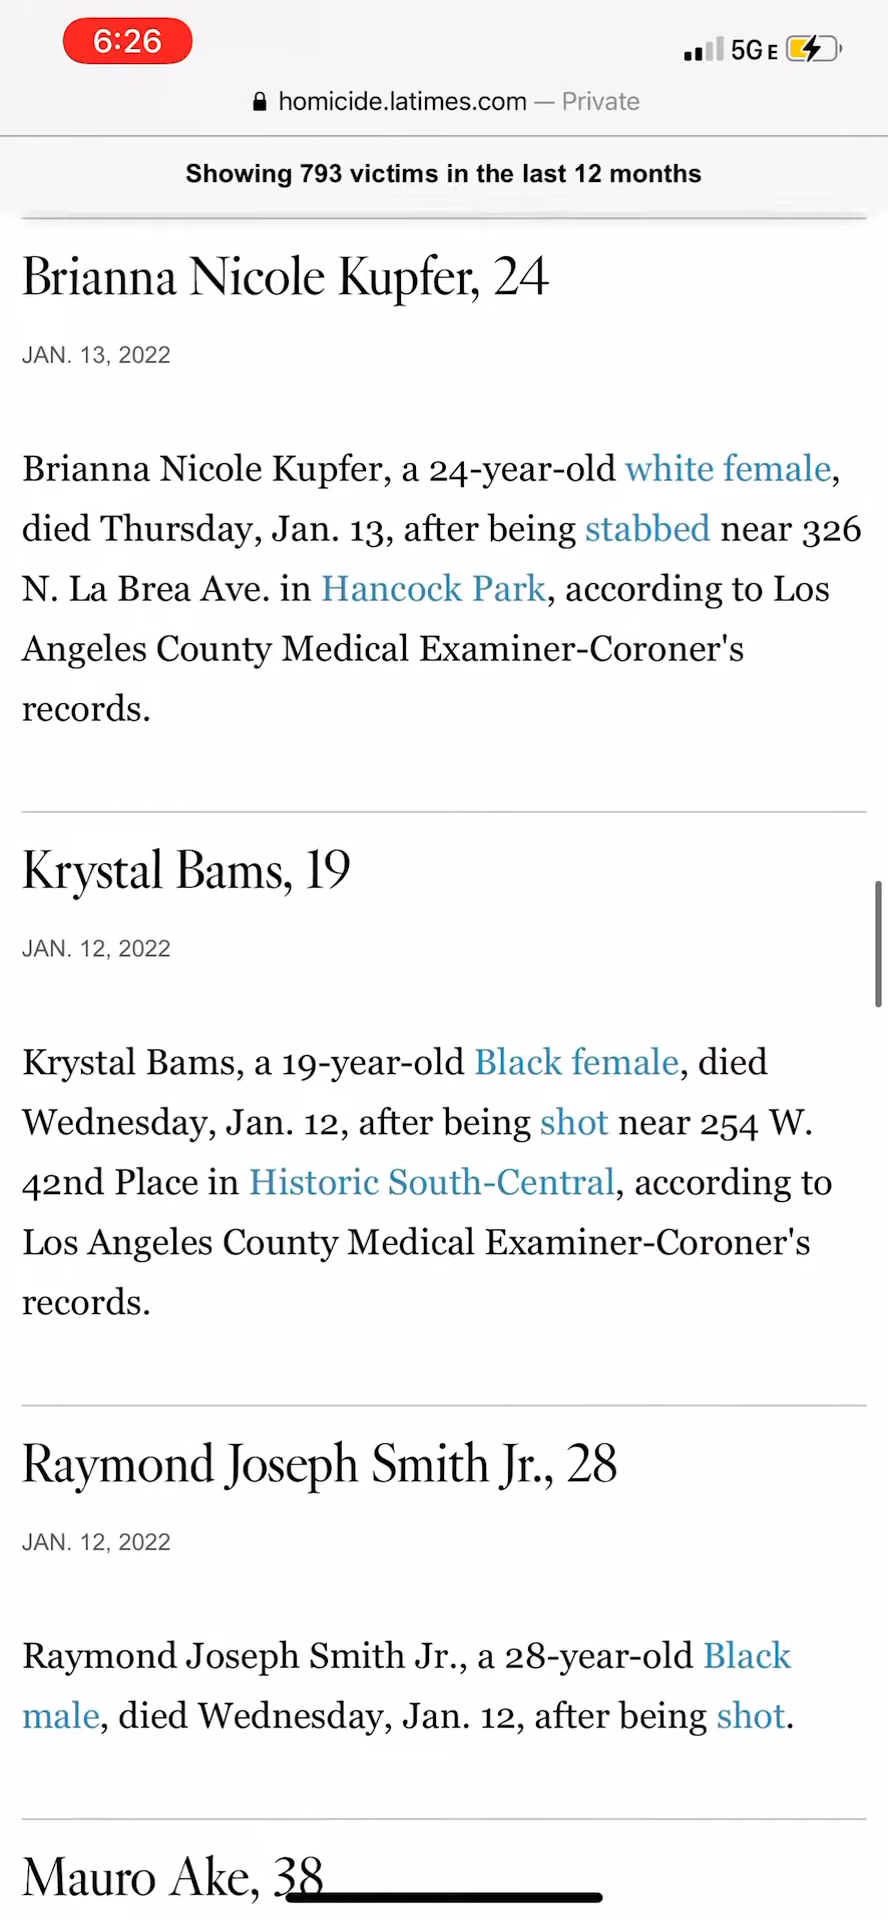 6:26
5G E
homicide.latimes.com — Private
Showing 793 victims in the last 12 months
Brianna Nicole Kupfer, 24
JAN. 13, 2022
Brianna Nicole Kupfer, a 24-year-old white female,
died Thursday, Jan. 13, after being stabbed near 326
N. La Brea Ave. in Hancock Park, according to Los
Angeles County Medical Examiner-Coroner's
records.
Krystal Bams, 19
JAN. 12, 2022
Krystal Bams, a 19-year-old Black female, died
Wednesday, Jan. 12, after being shot near 254 W.
42nd Place in Historic South-Central, according to
Los Angeles County Medical Examiner-Coroner's
records.
Raymond Joseph Smith Jr., 28
JAN. 12, 2022
Raymond Joseph Smith Jr., a 28-year-old Black
male, died Wednesday, Jan. 12, after being shot.
Mauro Ake, 38